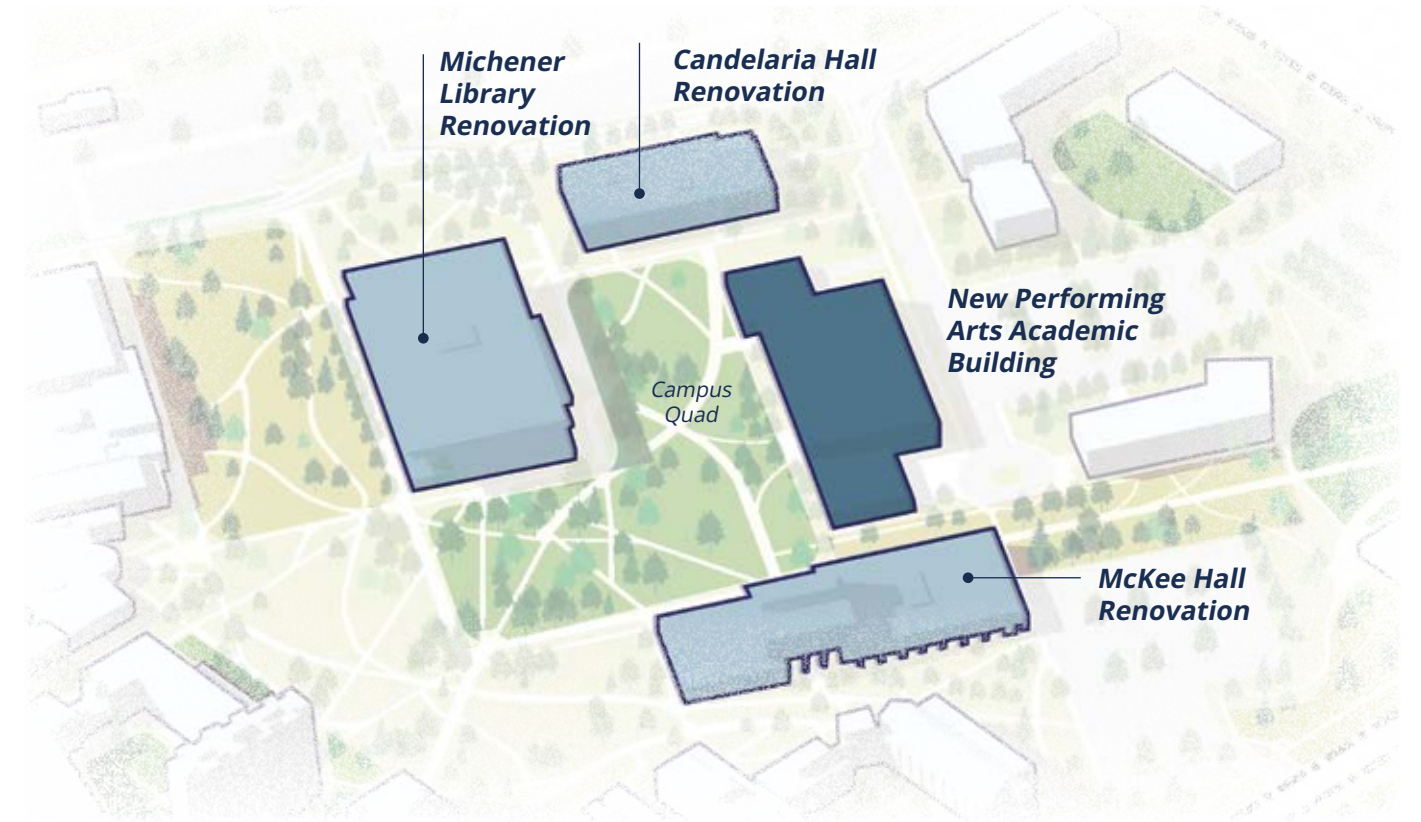 Michener
Library
Renovation
Candelaria Hall
Renovation
New Performing
Arts Academic
Building
Campus
Quad
McKee Hall
Renovation